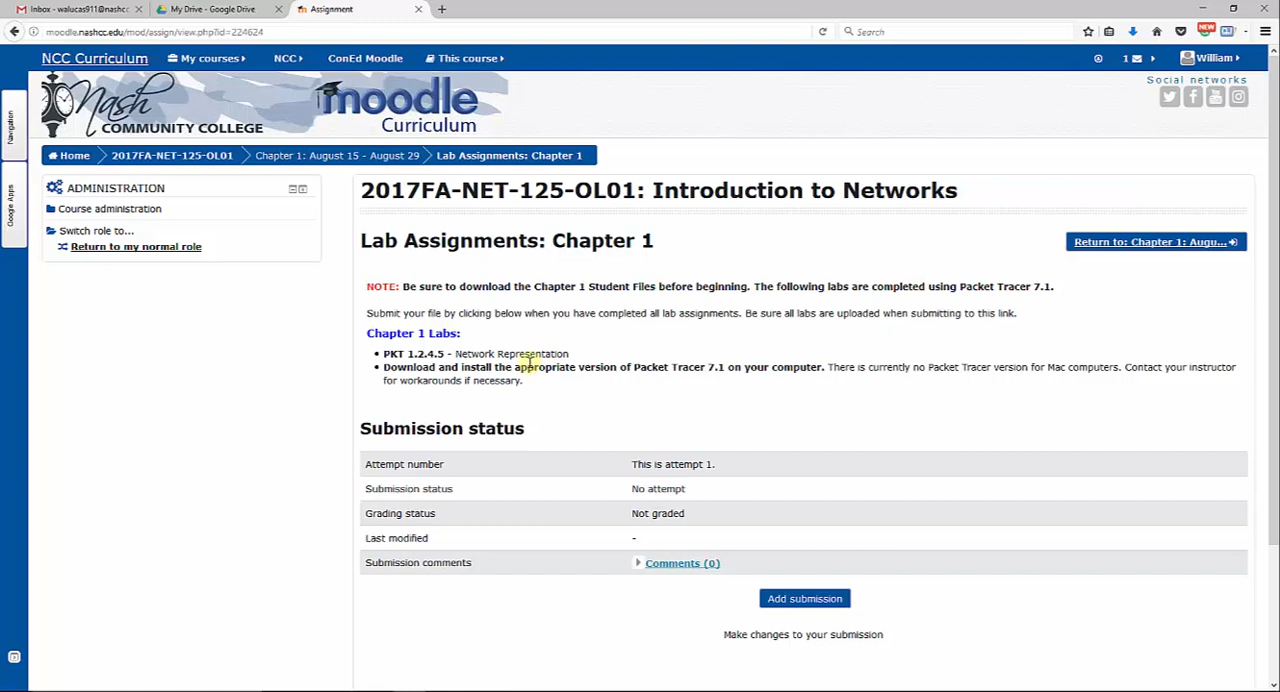 Inbox - walucas911@nashc
My Drive - Google Drive
Assignment
moodle.nashcc.edu/mod/assign/view.php?id=224624
Search
NEW
NCC Curriculum
My courses
NCC
ConEd Moodle
This course
1
William
Nash
COMMUNITY COLLEGE
moodle
Curriculum
Social networks
Navigation
Google Apps
Home
2017FA-NET-125-OL01
Chapter 1: August 15 - August 29
Lab Assignments: Chapter 1
ADMINISTRATION
Course administration
Switch role to...
Return to my normal role
2017FA-NET-125-OL01: Introduction to Networks
Lab Assignments: Chapter 1
Return to: Chapter 1: Augu...
NOTE: Be sure to download the Chapter 1 Student Files before beginning. The following labs are completed using Packet Tracer 7.1.
Submit your file by clicking below when you have completed all lab assignments. Be sure all labs are uploaded when submitting to this link.
Chapter 1 Labs:
• PKT 1.2.4.5 - Network Representation
• Download and install the appropriate version of Packet Tracer 7.1 on your computer. There is currently no Packet Tracer version for Mac computers. Contact your instructor
for workarounds if necessary.
Submission status
Attempt number This is attempt 1.
Submission status No attempt
Grading status Not graded
Last modified -
Submission comments Comments (0)
Add submission
Make changes to your submission